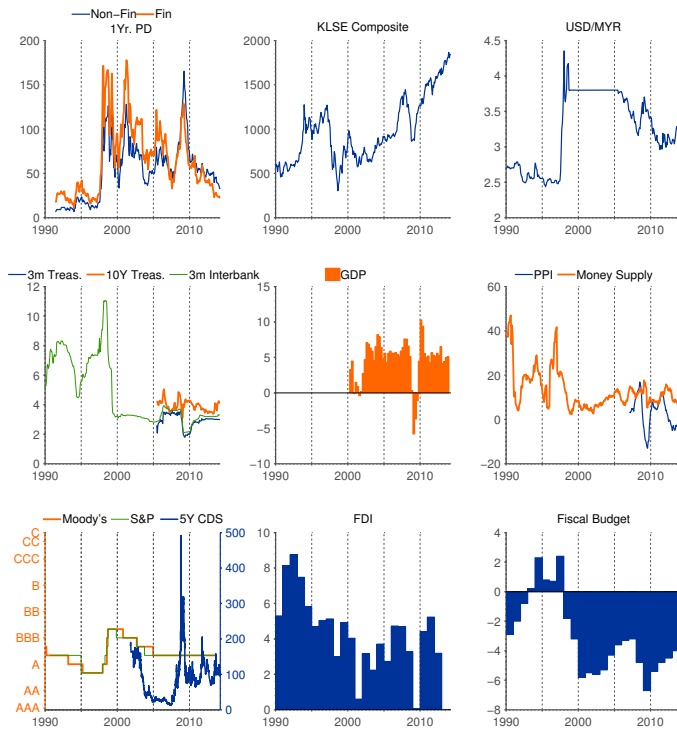 Non−Fin Fin
1Yr. PD
KLSE Composite
USD/MYR
200
150
100
50
0
1990 2000 2010
2000
1500
1000
500
0
1990 2000 2010
4.5
4
3.5
3
2.5
2
1990 2000 2010
3m Treas. 10Y Treas. 3m Interbank
GDP
PPI Money Supply
12
10
8
6
4
2
0
1990 2000 2010
15
10
5
0
−5
−10
1990 2000 2010
60
40
20
0
−20
1990 2000 2010
Moody's S&P 5Y CDS
FDI
Fiscal Budget
C
CC
CCC
B
BB
BBB
A
AA
AAA
500
400
300
200
100
0
1990 2000 2010
10
8
6
4
2
0
1990 2000 2010
4
2
0
−2
−4
−6
−8
1990 2000 2010